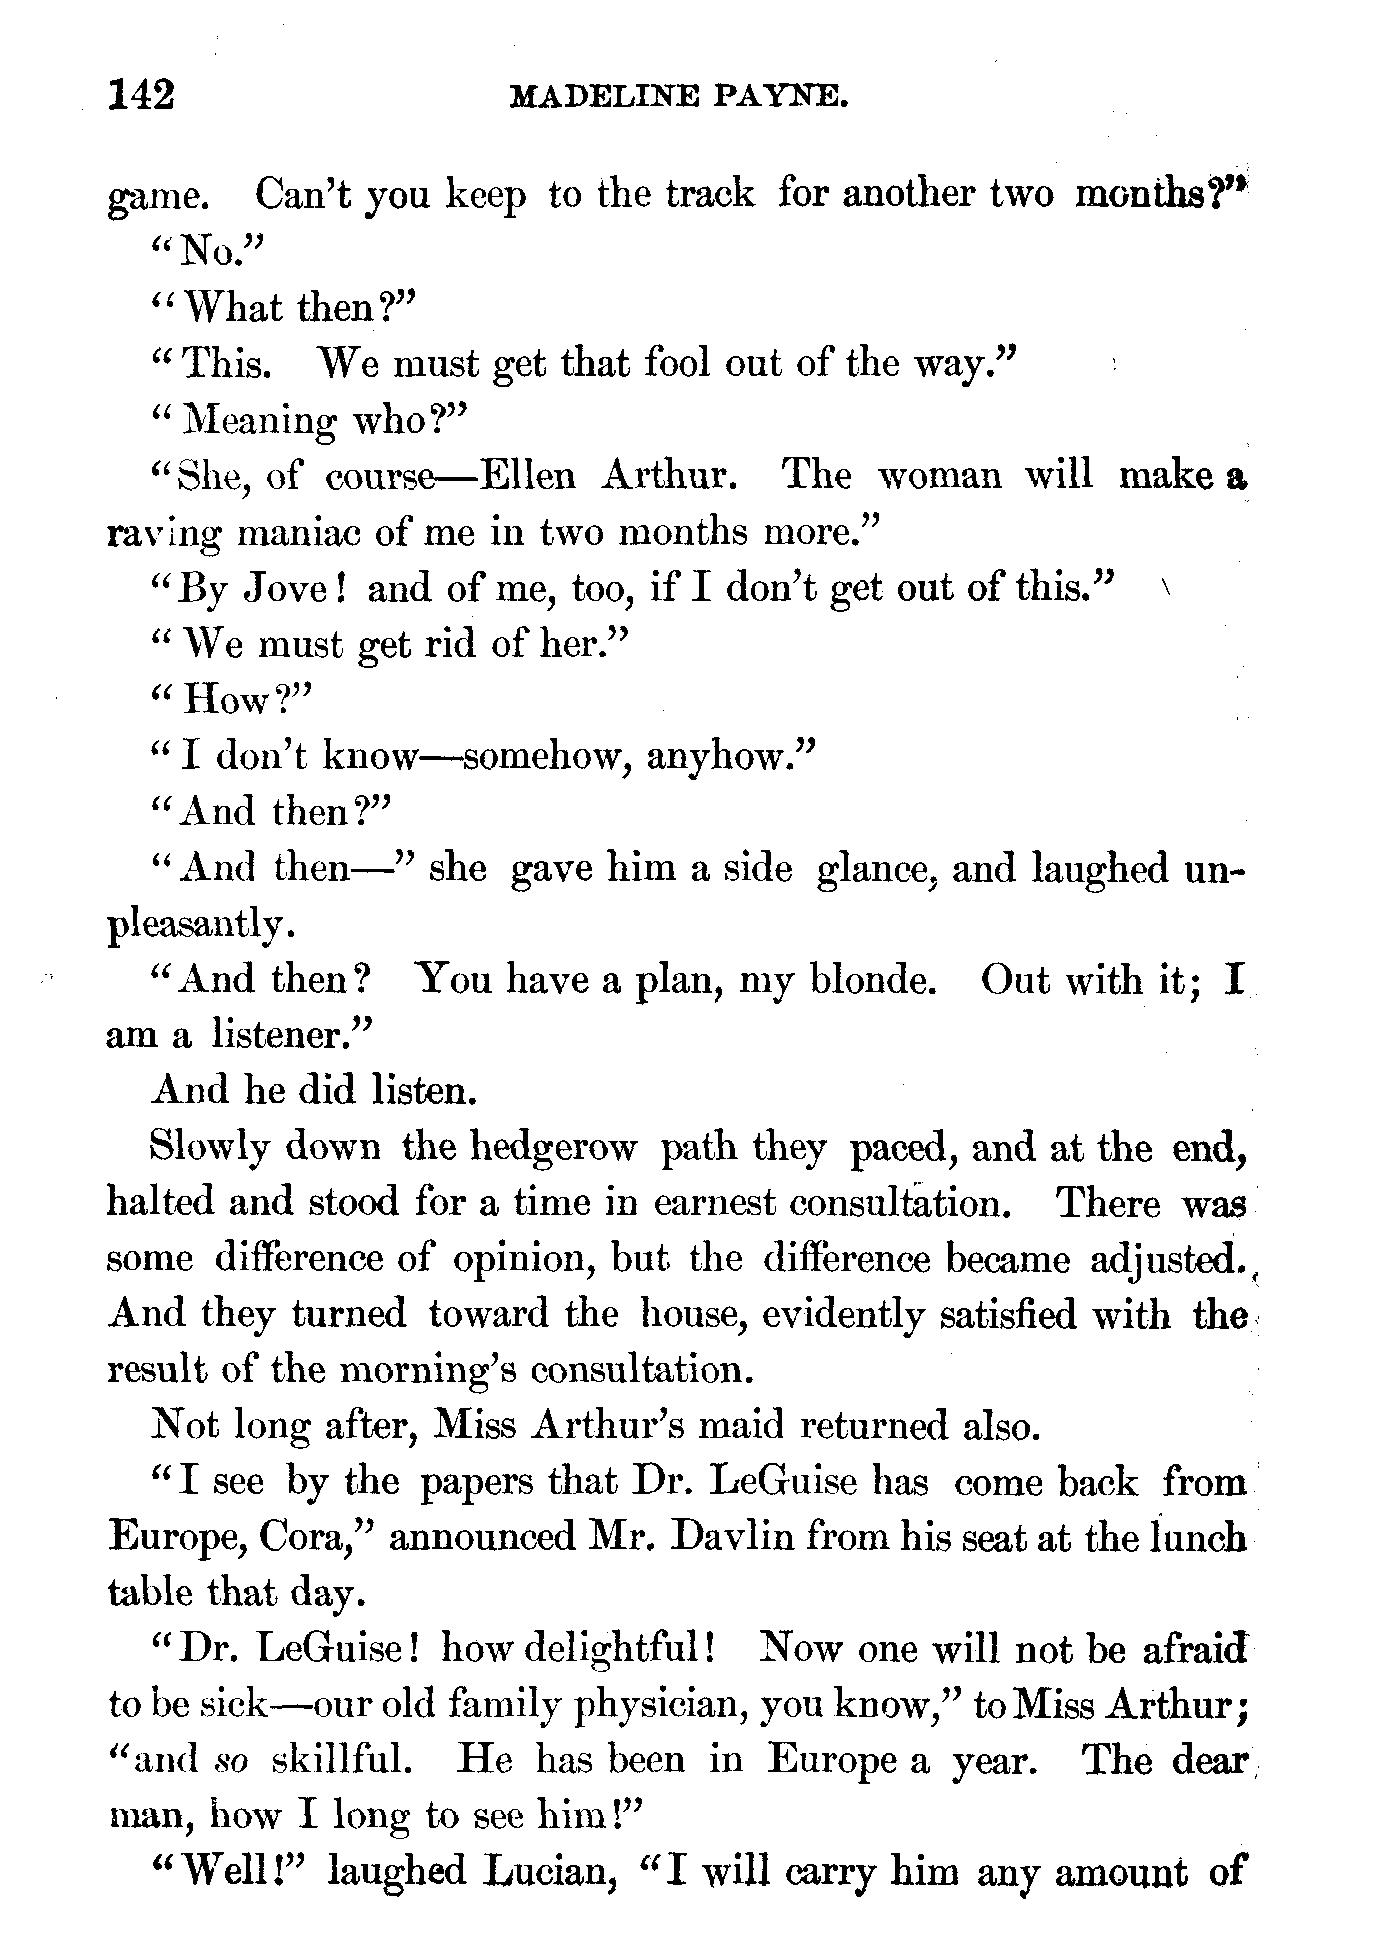 142 MADELINE PAYNE.
game. Can't you keep to the track for another two months?"
"No."
"What then?"
"This. We must get that fool out of the way."
"Meaning who?"
"She, of course—Ellen Arthur. The woman will make a
raving maniac of me in two months more."
"By Jove! and of me, too, if I don't get out of this."
"We must get rid of her."
"How?"
"I don't know—somehow, anyhow."
"And then?"
"And then—" she gave him a side glance, and laughed un-
pleasantly.
"And then? You have a plan, my blonde. Out with it; I
am a listener."
And he did listen.
Slowly down the hedgerow path they paced, and at the end,
halted and stood for a time in earnest consultation. There was
some difference of opinion, but the difference became adjusted.
And they turned toward the house, evidently satisfied with the
result of the morning's consultation.
Not long after, Miss Arthur's maid returned also.
"I see by the papers that Dr. LeGuise has come back from
Europe, Cora," announced Mr. Davlin from his seat at the lunch
table that day.
"Dr. LeGuise! how delightful! Now one will not be afraid
to be sick—our old family physician, you know," to Miss Arthur;
"and so skillful. He has been in Europe a year. The dear
man, how I long to see him!"
"Well!" laughed Lucian, "I will carry him any amount of